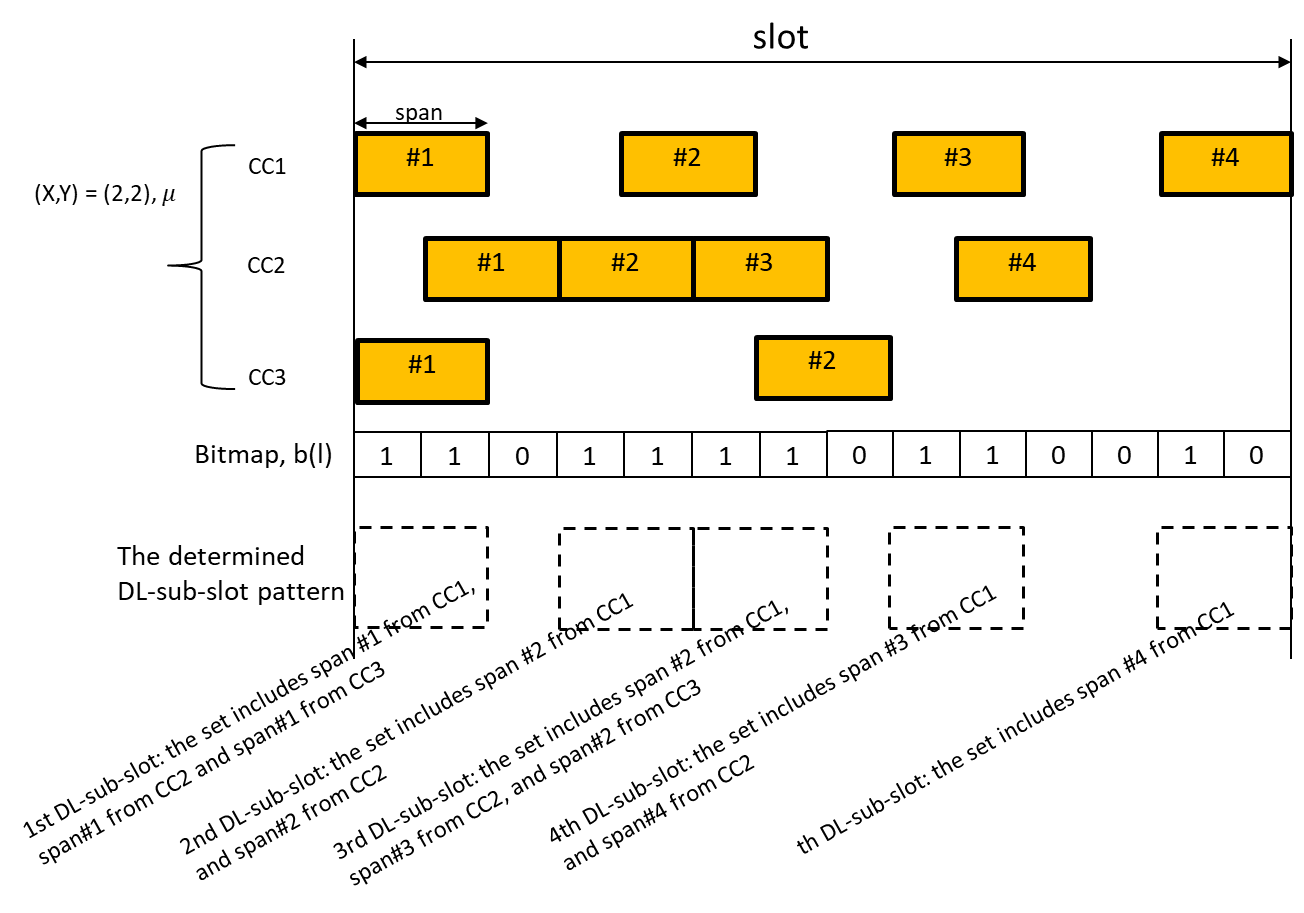 slot
span
CC1
#1
#2
#3
#4
(X,Y) = (2,2), 𝜇
CC2
#1
#2
#3
#4
CC3
#1
#2
Bitmap, b(l)
1 1 0 1 1 1 1 0 1 1 0 0 1 0
The determined
DL-sub-slot pattern
1st DL-sub-slot: the set includes span #1 from CC1,
span#1 from CC2 and span#1 from CC3
2nd DL-sub-slot: the set includes span #2 from CC1
and span#2 from CC2
3rd DL-sub-slot: the set includes span #2 from CC1,
span#3 from CC2, and span#2 from CC3
4th DL-sub-slot: the set includes span #3 from CC1
and span#4 from CC2
th DL-sub-slot: the set includes span #4 from CC1